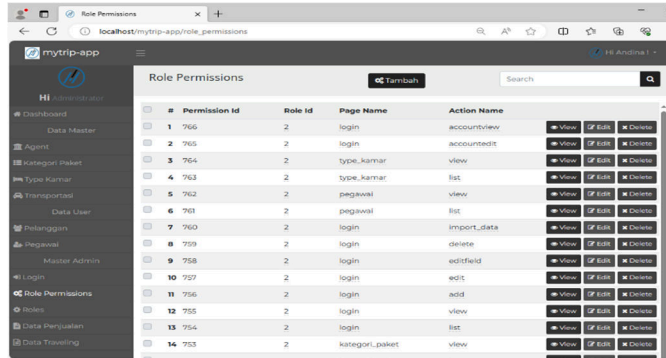 Role Permissions
localhost/mytrip-app/role_permissions
mytrip-app
Hi Andina !
Hi Administrator
Dashboard
Data Master
Agent
Kategori Paket
Type Kamar
Transportasi
Data User
Pelanggan
Pegawai
Master Admin
Login
Role Permissions
Roles
Data Penjualan
Data Traveling
Role Permissions Tambah Search
# Permission Id Role Id Page Name Action Name
1 766 2 login accountview View Edit Delete
2 765 2 login accountedit View Edit Delete
3 764 2 type_kamar view View Edit Delete
4 763 2 type_kamar list View Edit Delete
5 762 2 pegawai view View Edit Delete
6 761 2 pegawai list View Edit Delete
7 760 2 login import_data View Edit Delete
8 759 2 login delete View Edit Delete
9 758 2 login editfield View Edit Delete
10 757 2 login edit View Edit Delete
11 756 2 login add View Edit Delete
12 755 2 login view View Edit Delete
13 754 2 login list View Edit Delete
14 753 2 kategori_paket view View Edit Delete